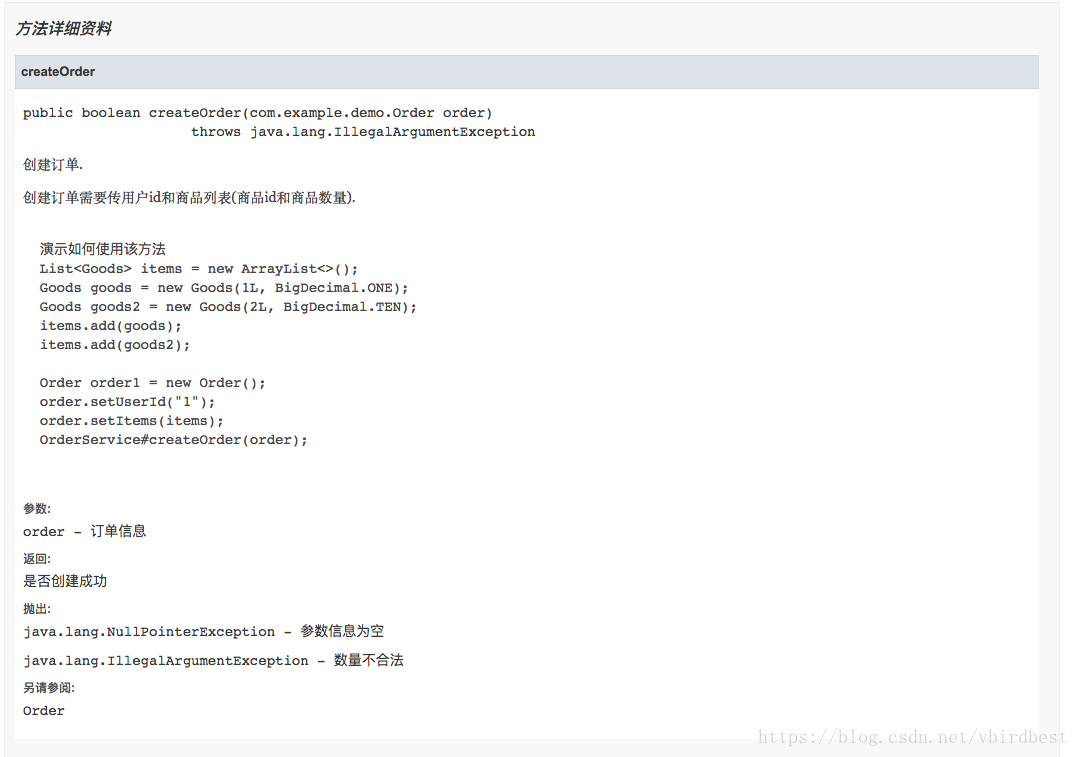 方法详细资料
createOrder
public boolean createOrder(com.example.demo.Order order)
throws java.lang.IllegalArgumentException
创建订单.
创建订单需要传用户id和商品列表(商品id和商品数量).
演示如何使用该方法
List<Goods> items = new ArrayList<>();
Goods goods = new Goods(1L, BigDecimal.ONE);
Goods goods2 = new Goods(2L, BigDecimal.TEN);
items.add(goods);
items.add(goods2);
Order order1 = new Order();
order.setUserId("1");
order.setItems(items);
OrderService#createOrder(order);
参数:
order - 订单信息
返回:
是否创建成功
抛出:
java.lang.NullPointerException - 参数信息为空
java.lang.IllegalArgumentException - 数量不合法
另请参阅:
Order
https://blog.csdn.net/vbirdbest